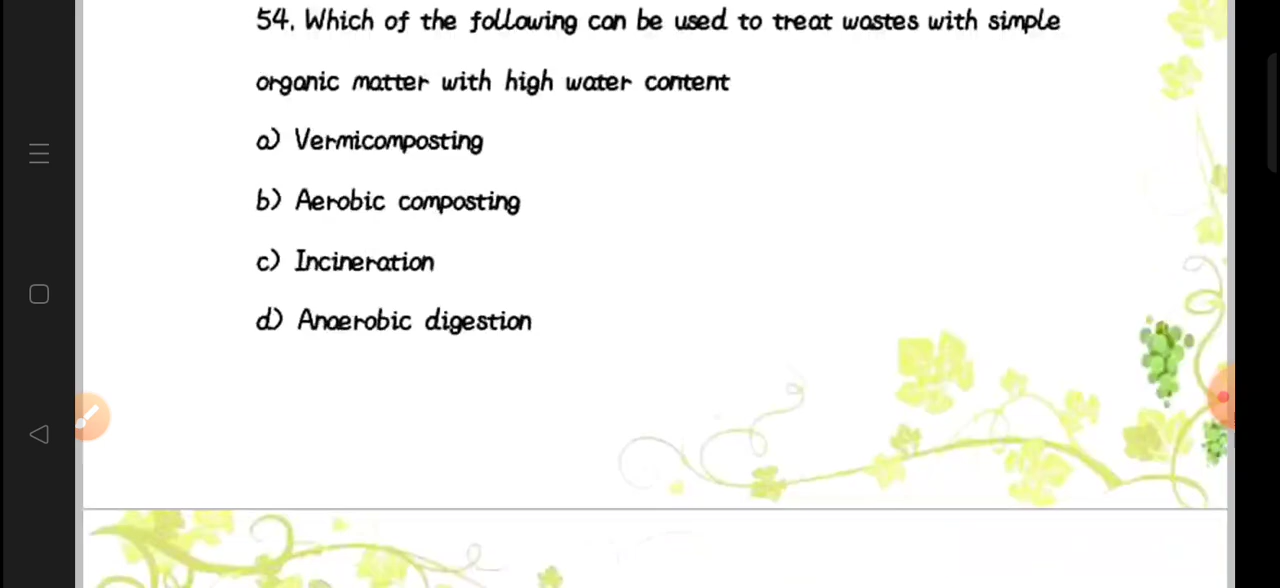 54. Which of the following can be used to treat wastes with simple
organic matter with high water content
a) Vermicomposting
b) Aerobic composting
c) Incineration
d) Anaerobic digestion